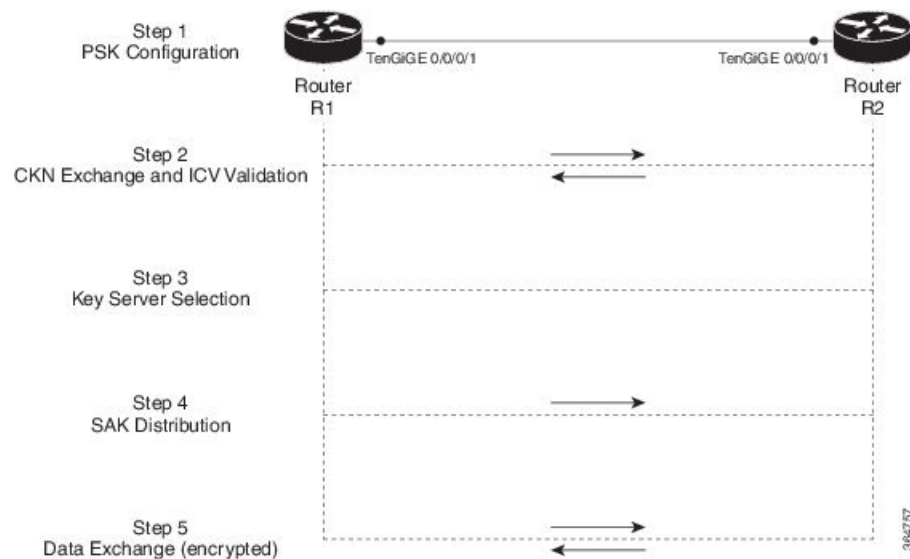 Step 1
PSK Configuration
TenGiGE 0/0/0/1
TenGiGE 0/0/0/1
Router
R1
Router
R2
Step 2
CKN Exchange and ICV Validation
Step 3
Key Server Selection
Step 4
SAK Distribution
Step 5
Data Exchange (encrypted)
364757